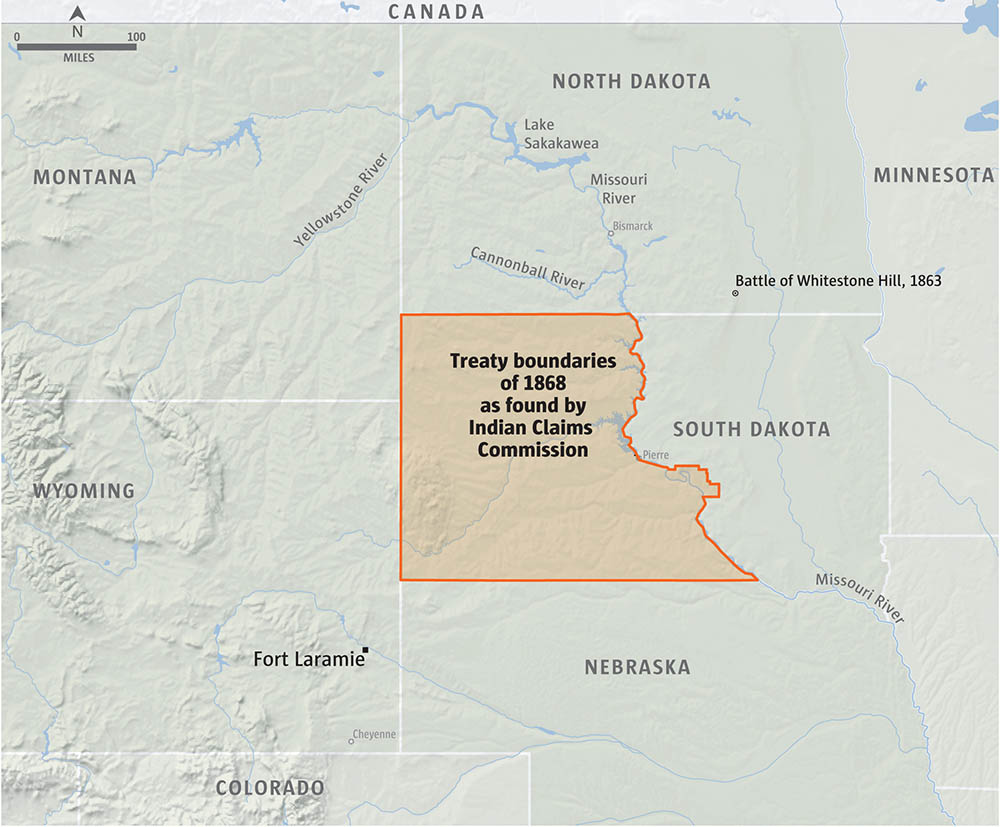 CANADA
N
0 100
MILES
NORTH DAKOTA
Lake
Sakakawea
MONTANA
MINNESOTA
Yellowstone River
Missouri
River
Bismarck
Cannonball River
Battle of Whitestone Hill, 1863
Treaty boundaries
of 1868
as found by
Indian Claims
Commission
SOUTH DAKOTA
Pierre
WYOMING
Missouri River
Fort Laramie
NEBRASKA
Cheyenne
COLORADO